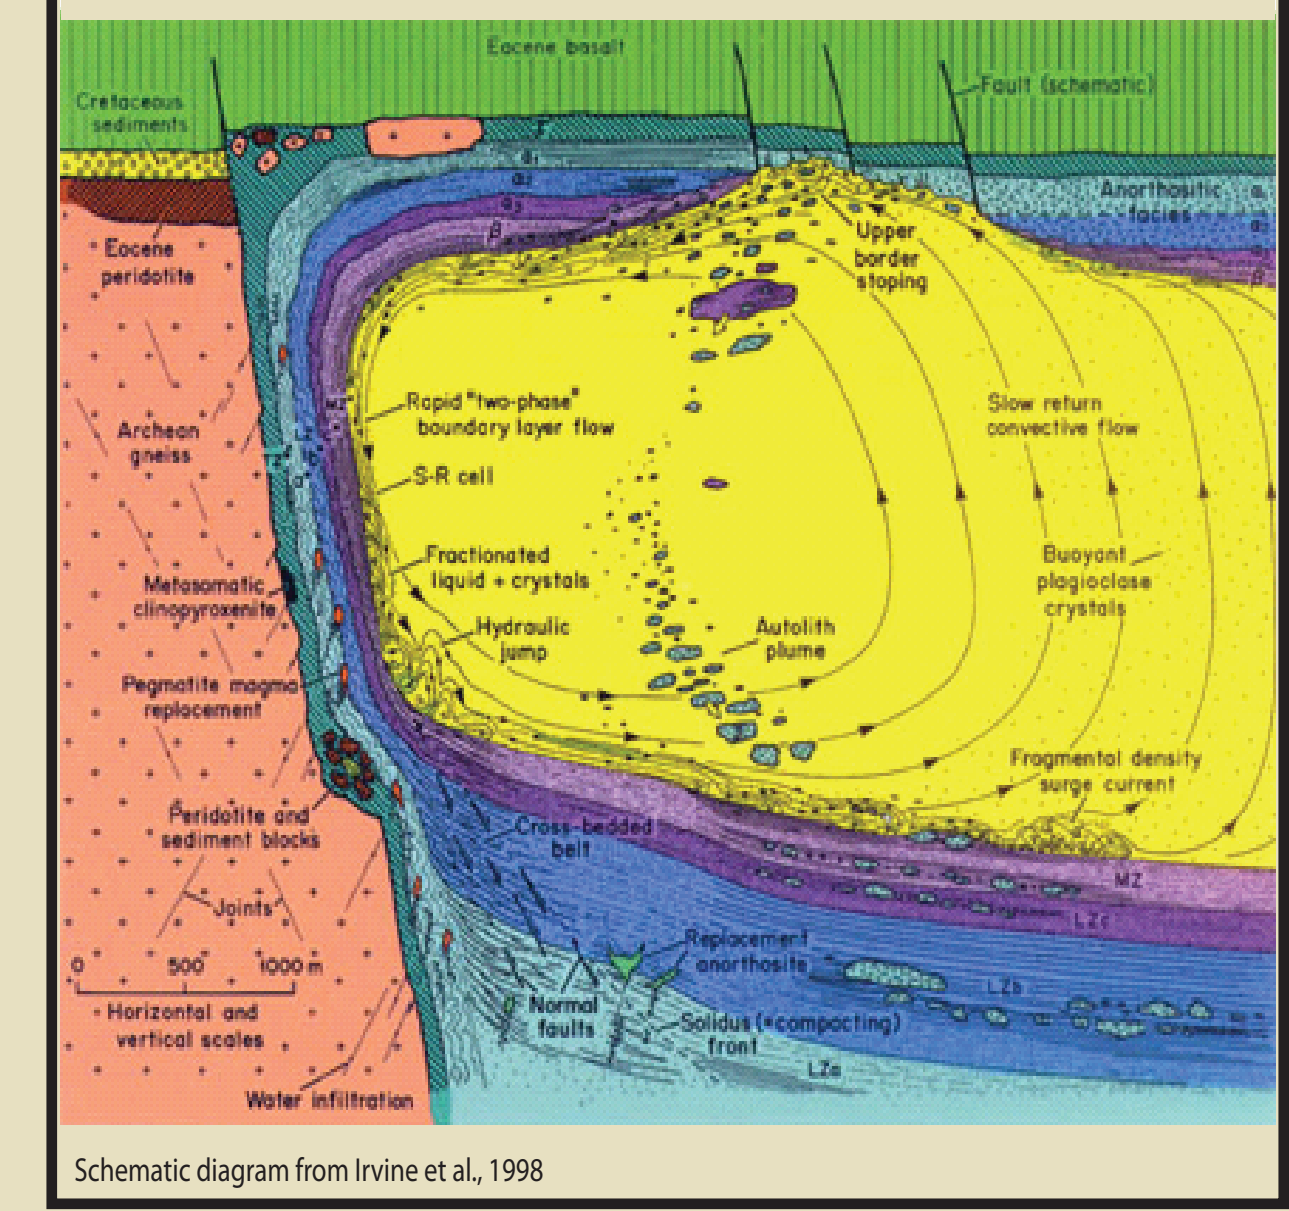 Eocene basalt
Fault (schematic)
Cretaceous
sediments
Anorthositic
facies
Eocene
peridotite
Upper
border
stoping
β
β
Rapid "two-phase"
boundary layer flow
Slow return
convective flow
MZ
Archean
gneiss
S-R cell
Fractionated
liquid + crystals
Buoyant
plagioclase
crystals
Metasomatic
clinopyroxenite
Hydraulic
jump
Autolith
plume
Pegmatite magma
replacement
Fragmental density
surge current
Peridotite and
sediment blocks
Cross-bedded
belt
MZ
LZc
Joints
Replacement
anorthosite
0 500 1000 m
LZb
Horizontal and
vertical scales
Normal
faults
Solidus (=compacting)
front
LZa
Water infiltration
Schematic diagram from Irvine et al., 1998